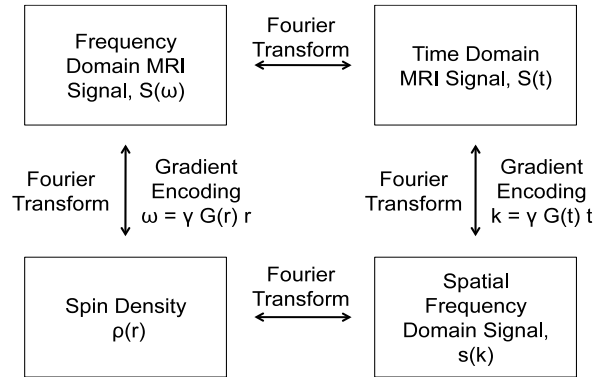 Frequency
Domain MRI
Signal, S(ω)
Fourier
Transform
Time Domain
MRI Signal, S(t)
Fourier
Transform
Gradient
Encoding
ω = γ G(r) r
Fourier
Transform
Gradient
Encoding
k = γ G(t) t
Spin Density
ρ(r)
Fourier
Transform
Spatial
Frequency
Domain Signal,
s(k)